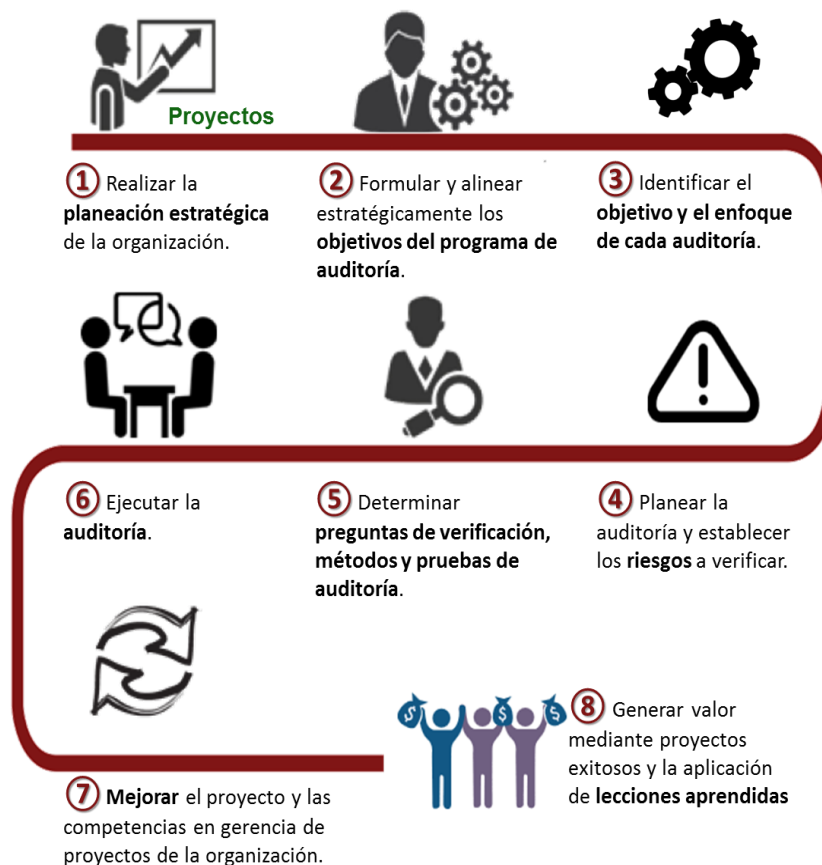 Proyectos
① Realizar la
planeación estratégica
de la organización.
② Formular y alinear
estratégicamente los
objetivos del programa de
auditoría.
③ Identificar el
objetivo y el enfoque
de cada auditoría.
④ Planear la
auditoría y establecer
los riesgos a verificar.
⑤ Determinar
preguntas de verificación,
métodos y pruebas de
auditoría.
⑥ Ejecutar la
auditoría.
⑦ Mejorar el proyecto y las
competencias en gerencia de
proyectos de la organización.
⑧ Generar valor
mediante proyectos
exitosos y la aplicación
de lecciones aprendidas
$ $ $